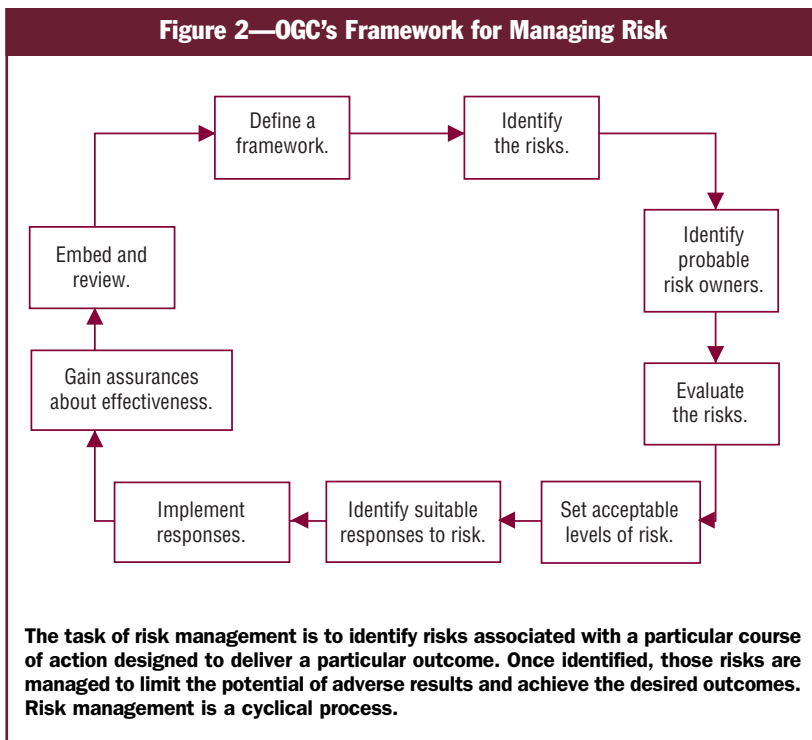 Figure 2—OGC's Framework for Managing Risk
Define a
framework.
Identify
the risks.
Identify
probable
risk owners.
Evaluate
the risks.
Set acceptable
levels of risk.
Identify suitable
responses to risk.
Implement
responses.
Gain assurances
about effectiveness.
Embed and
review.
The task of risk management is to identify risks associated with a particular course
of action designed to deliver a particular outcome. Once identified, those risks are
managed to limit the potential of adverse results and achieve the desired outcomes.
Risk management is a cyclical process.